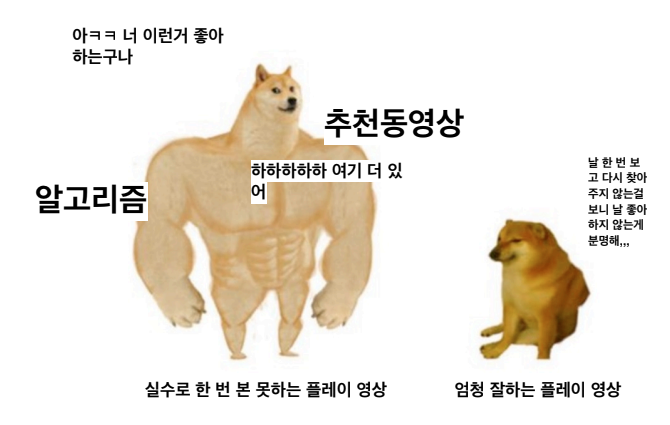 아ㅋㅋ 너 이런거 좋아
하는구나
추천동영상
하하하하하 여기 더 있
어
알고리즘
날 한 번 보
고 다시 찾아
주지 않는걸
보니 날 좋아
하지 않는게
분명해,,,
실수로 한 번 본 못하는 플레이 영상
엄청 잘하는 플레이 영상